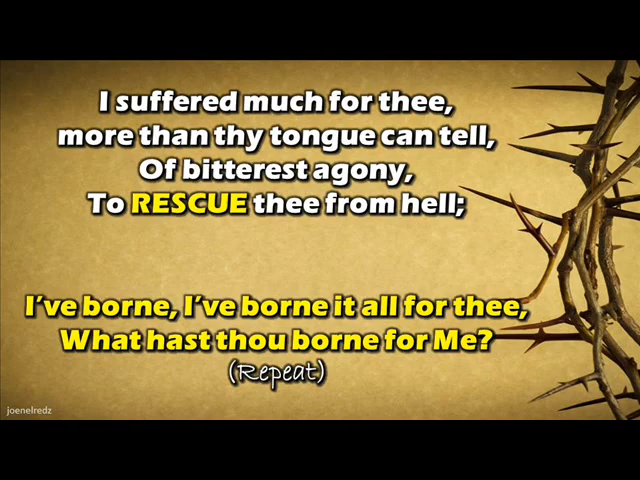 I suffered much for thee,
more than thy tongue can tell,
Of bitterest agony,
To RESCUE thee from hell;
I've borne, I've borne it all for thee,
What hast thou borne for Me?
(Repeat)
joenelredz